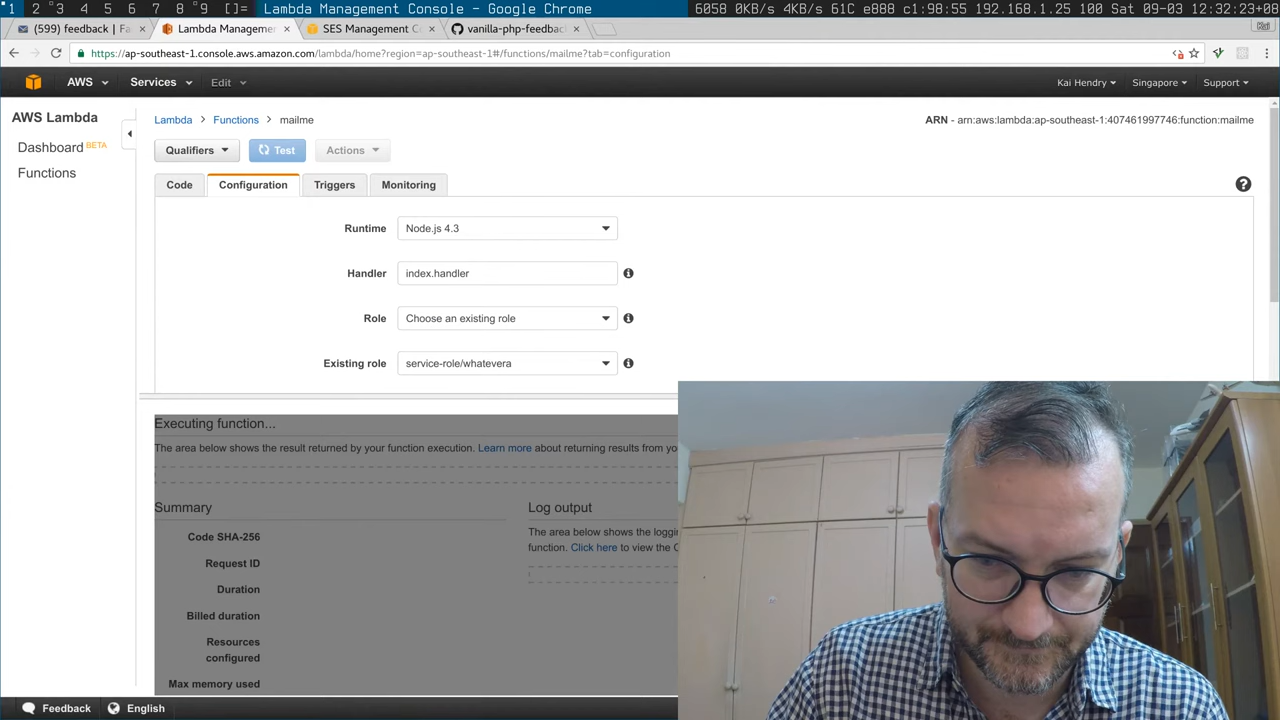 1 2 3 4 5 6 7 8 9 []= Lambda Management Console - Google Chrome 6058 0KB/s 4KB/s 61C e888 c1:98:55 192.168.1.25 100 Sat 09-03 12:32:23+08
(599) feedback | Fa Lambda Manageme SES Management C vanilla-php-feedbac Kai
https://ap-southeast-1.console.aws.amazon.com/lambda/home?region=ap-southeast-1#/functions/mailme?tab=configuration
AWS Services Edit Kai Hendry Singapore Support
AWS Lambda
Dashboard BETA
Functions
Lambda > Functions > mailme ARN - arn:aws:lambda:ap-southeast-1:407461997746:function:mailme
Qualifiers Test Actions
Code Configuration Triggers Monitoring
Runtime Node.js 4.3
Handler index.handler
Role Choose an existing role
Existing role service-role/whatevera
Executing function...
The area below shows the result returned by your function execution. Learn more about returning results from you
Summary
Code SHA-256
Request ID
Duration
Billed duration
Resources
configured
Max memory used
Log output
The area below shows the loggi
function. Click here to view the C
Feedback English